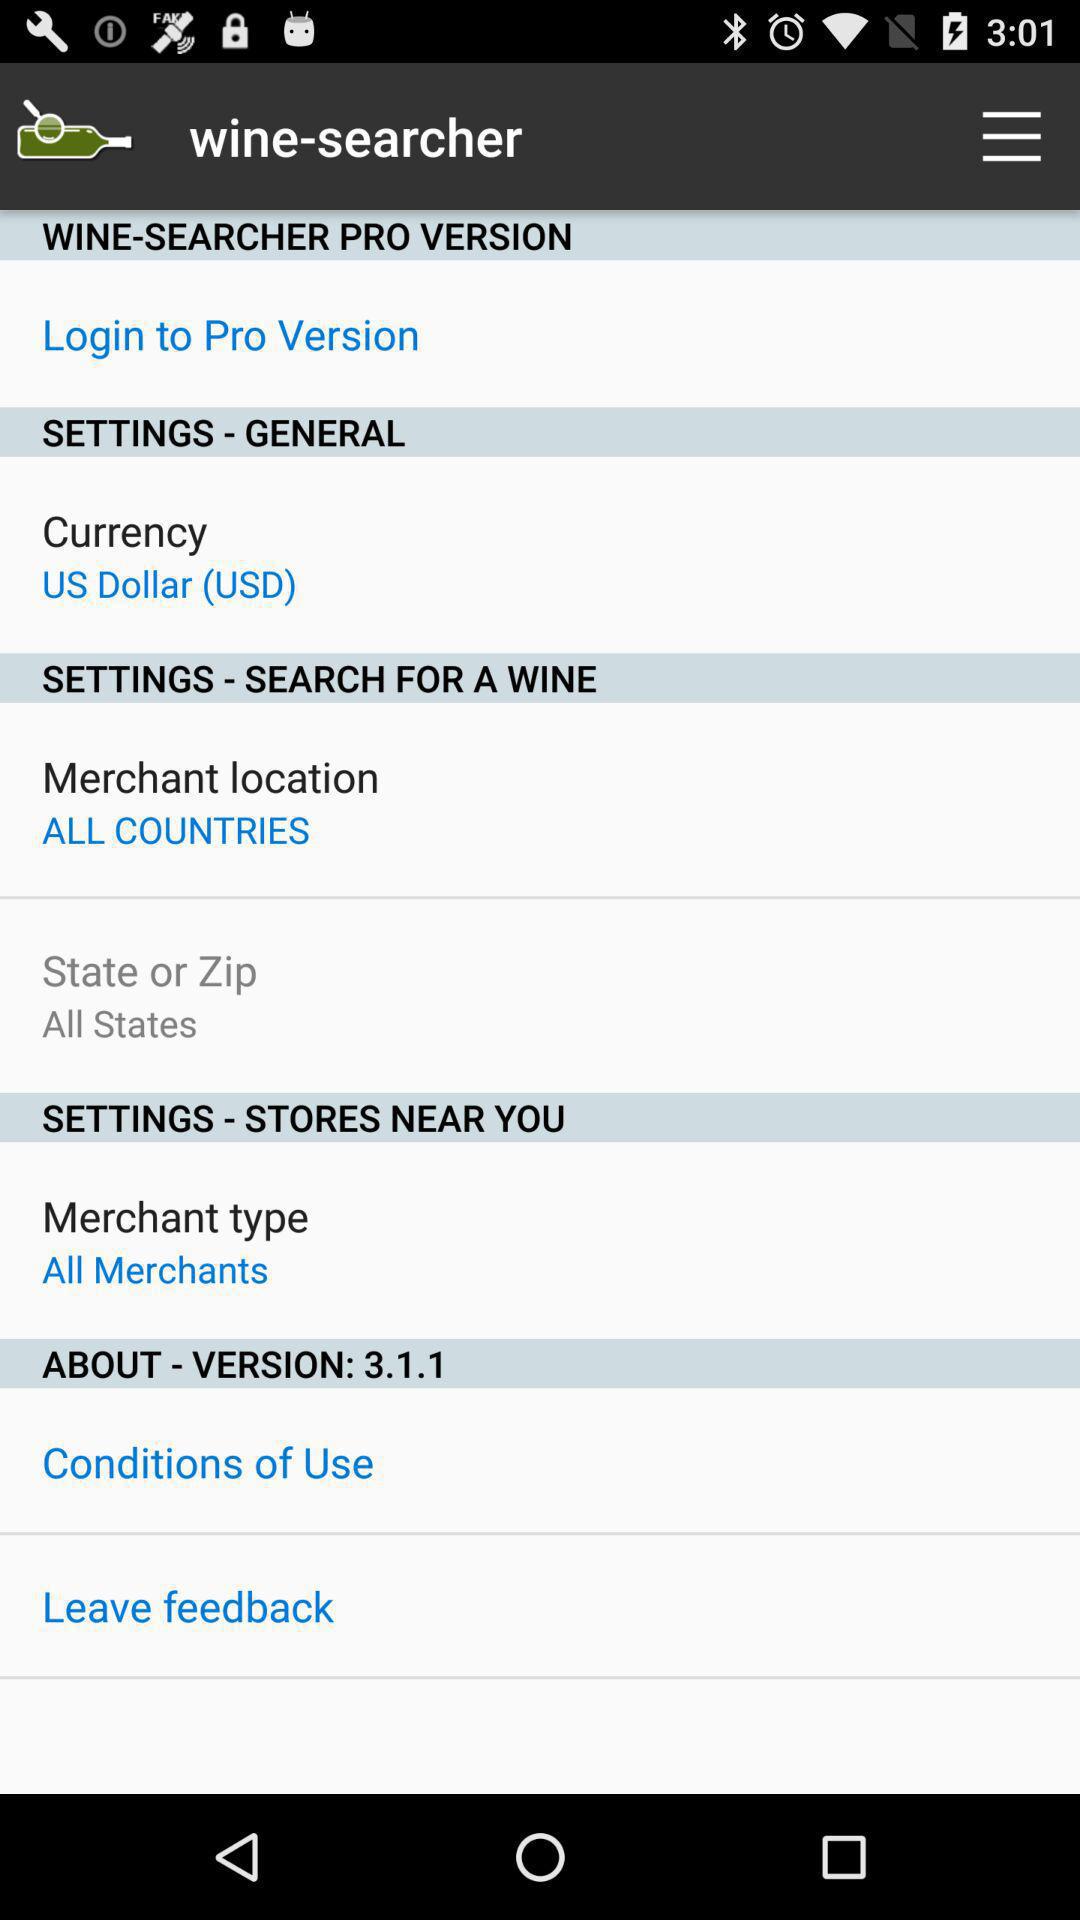 FAKE
3:01
wine-searcher
WINE-SEARCHER PRO VERSION
Login to Pro Version
SETTINGS - GENERAL
Currency
US Dollar (USD)
SETTINGS - SEARCH FOR A WINE
Merchant location
ALL COUNTRIES
State or Zip
All States
SETTINGS - STORES NEAR YOU
Merchant type
All Merchants
ABOUT - VERSION: 3.1.1
Conditions of Use
Leave feedback